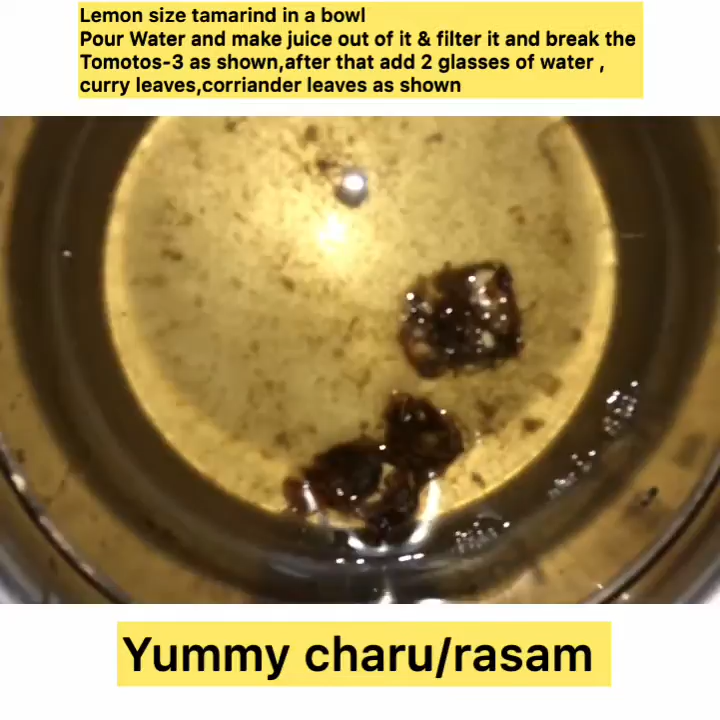 Lemon size tamarind in a bowl
Pour Water and make juice out of it & filter it and break the
Tomotos-3 as shown,after that add 2 glasses of water ,
curry leaves,corriander leaves as shown
Yummy charu/rasam